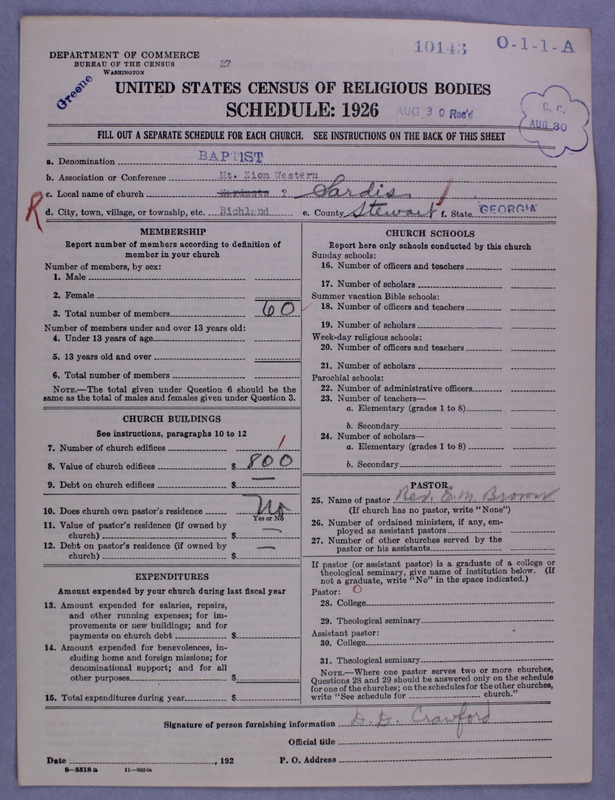 10143 O-1-1-A
DEPARTMENT OF COMMERCE
BUREAU OF THE CENSUS
WASHINGTON
27
Greene
UNITED STATES CENSUS OF RELIGIOUS BODIES
SCHEDULE: 1926
AUG 30 Rec'd
C. C.
AUG 30
FILL OUT A SEPARATE SCHEDULE FOR EACH CHURCH. SEE INSTRUCTIONS ON THE BACK OF THIS SHEET
a. Denomination BAPTIST
b. Association or Conference Mt. Zion Western
c. Local name of church ? Sardis
R
d. City, town, village, or township, etc. Richland e. County Stewart f. State GEORGIA
MEMBERSHIP
Report number of members according to definition of
member in your church
Number of members, by sex:
1. Male
2. Female
3. Total number of members 60
Number of members under and over 13 years old:
4. Under 13 years of age
5. 13 years old and over
6. Total number of members
NOTE.—The total given under Question 6 should be the
same as the total of males and females given under Question 3.
CHURCH BUILDINGS
See instructions, paragraphs 10 to 12
7. Number of church edifices 1
8. Value of church edifices $ 800
9. Debt on church edifices $ —
10. Does church own pastor's residence No
Yes or No
11. Value of pastor's residence (if owned by
church) $ —
12. Debt on pastor's residence (if owned by
church) $ —
EXPENDITURES
Amount expended by your church during last fiscal year
13. Amount expended for salaries, repairs,
and other running expenses; for im-
provements or new buildings; and for
payments on church debt $
14. Amount expended for benevolences, in-
cluding home and foreign missions; for
denominational support; and for all
other purposes $
15. Total expenditures during year $
CHURCH SCHOOLS
Report here only schools conducted by this church
Sunday schools:
16. Number of officers and teachers
17. Number of scholars
Summer vacation Bible schools:
18. Number of officers and teachers
19. Number of scholars
Week-day religious schools:
20. Number of officers and teachers
21. Number of scholars
Parochial schools:
22. Number of administrative officers
23. Number of teachers—
a. Elementary (grades 1 to 8)
b. Secondary
24. Number of scholars—
a. Elementary (grades 1 to 8)
b. Secondary
PASTOR
25. Name of pastor Rev. E. M. Brown
(If church has no pastor, write "None")
26. Number of ordained ministers, if any, em-
ployed as assistant pastors
27. Number of other churches served by the
pastor or his assistants
If pastor (or assistant pastor) is a graduate of a college or
theological seminary, give name of institution below. (If
not a graduate, write "No" in the space indicated.)
Pastor: 0
28. College
29. Theological seminary
Assistant pastor:
30. College
31. Theological seminary
NOTE.—Where one pastor serves two or more churches,
Questions 28 and 29 should be answered only on the schedule
for one of the churches; on the schedules for the other churches,
write "See schedule for church."
Signature of person furnishing information D. D. Crawford
Official title
Date , 192 P. O. Address
8—5518 a